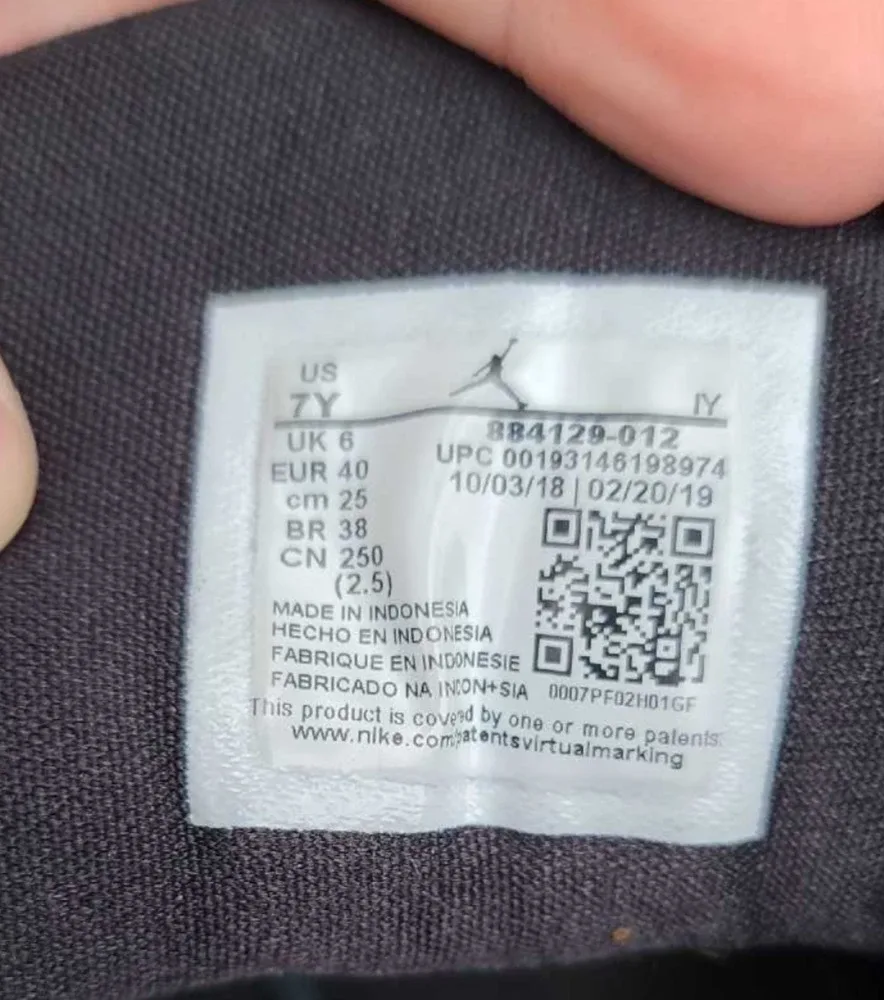 US
7Y
IY
UK 6
884129-012
EUR 40
UPC 00193146198974
cm 25
10/03/18 | 02/20/19
BR 38
CN 250
(2.5)
MADE IN INDONESIA
HECHO EN INDONESIA
FABRIQUE EN INDONESIE
FABRICADO NA INCON+SIA
0007PF02H01GF
This product is covered by one or more patents.
www.nike.com/patentsvirtualmarking